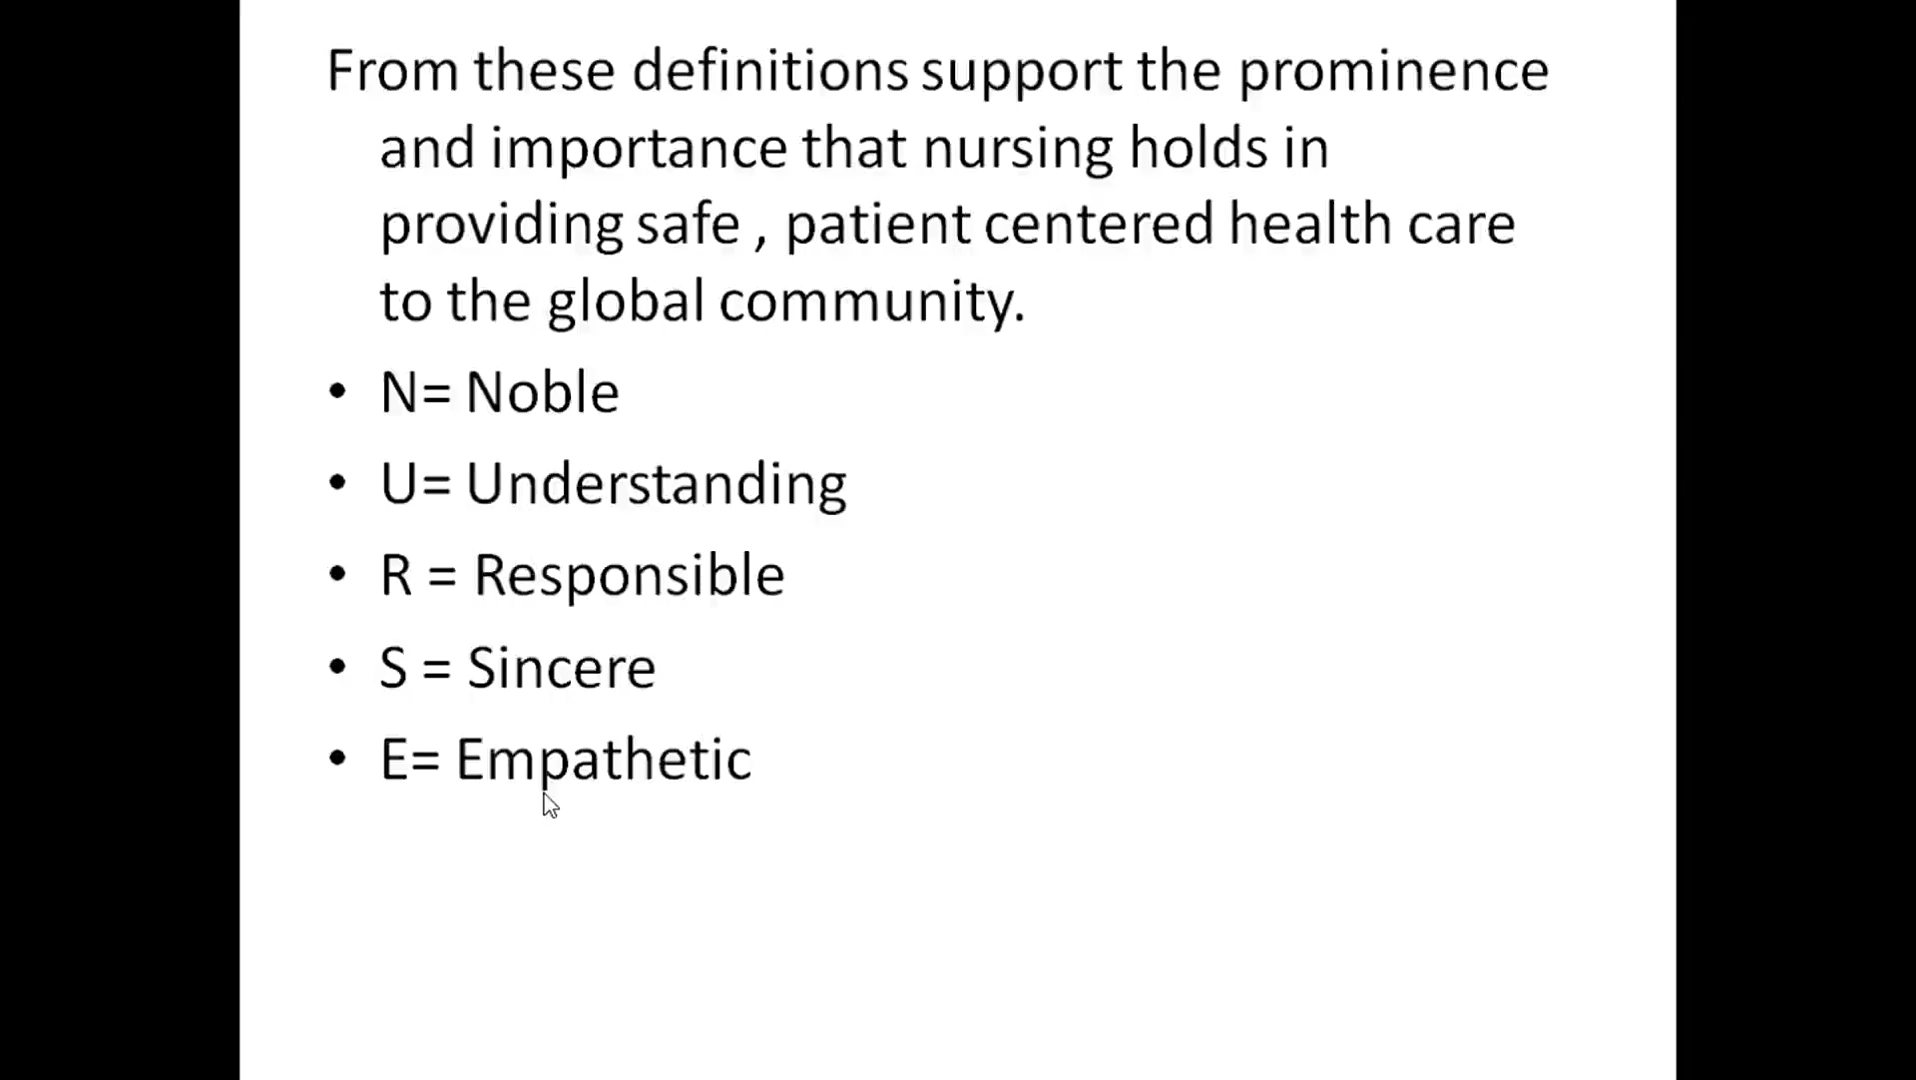 From these definitions support the prominence
and importance that nursing holds in
providing safe , patient centered health care
to the global community.
• N= Noble
• U= Understanding
• R = Responsible
• S = Sincere
• E= Empathetic